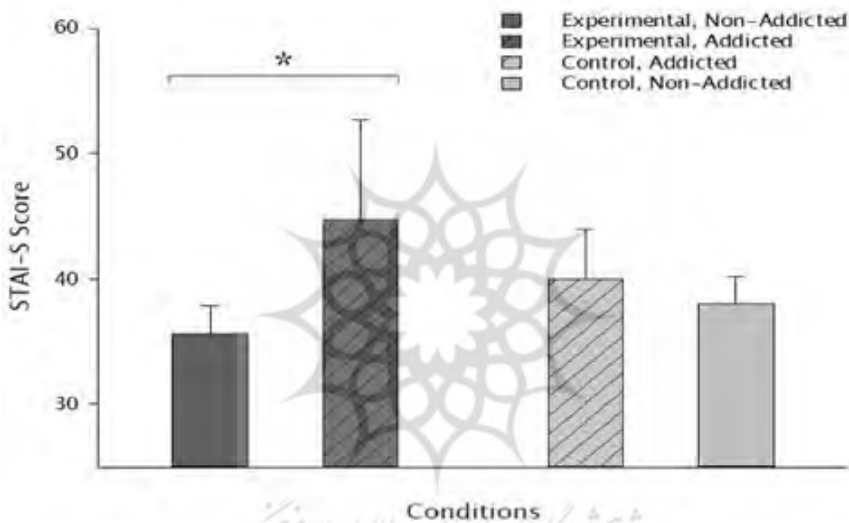 Experimental, Non-Addicted
Experimental, Addicted
Control, Addicted
Control, Non-Addicted
60
*
50
40
30
STAI-S Score
Conditions